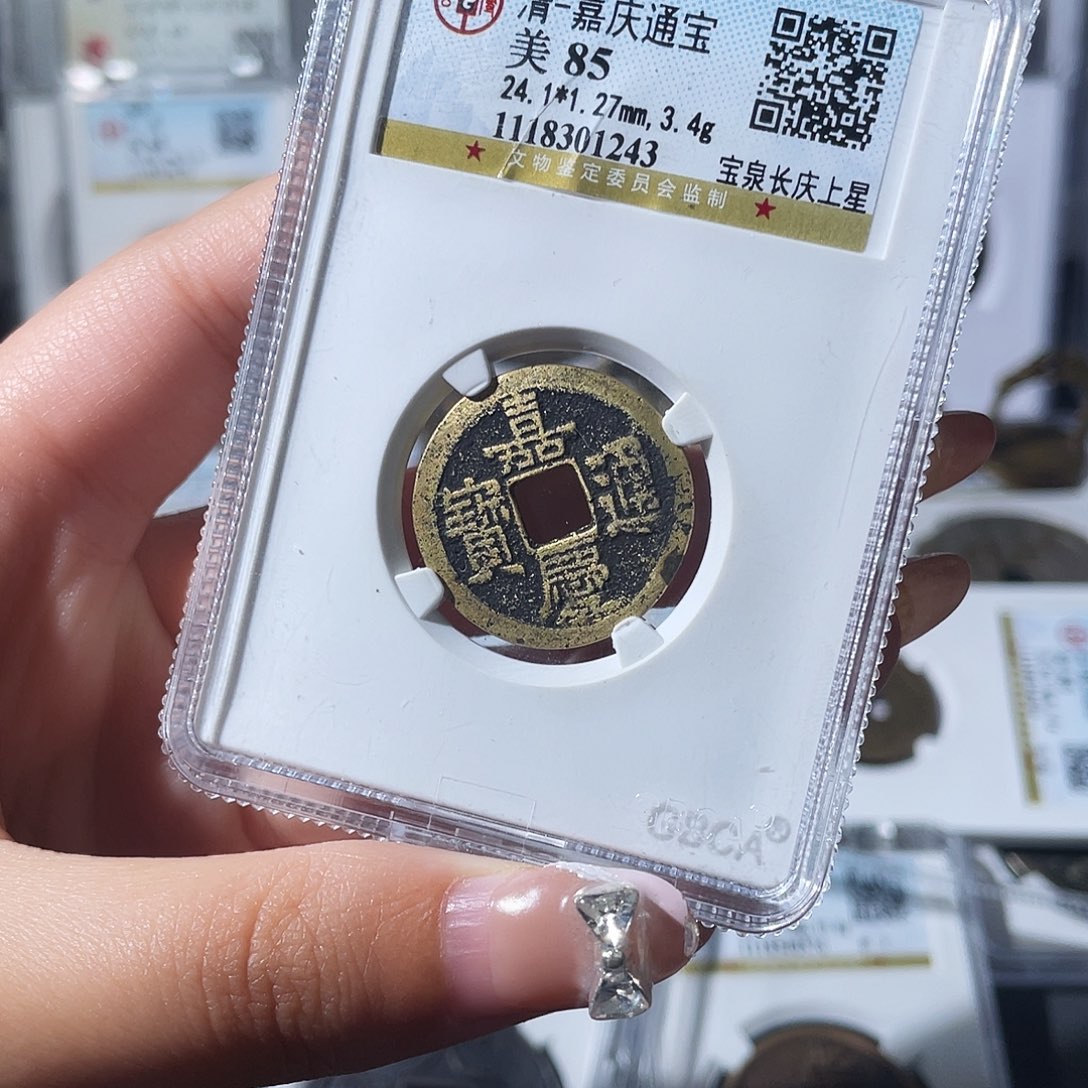 清-嘉庆通宝
美 85
24.1*1.27mm, 3.4g
1118301243
宝泉长庆上星
文物鉴定委员会监制
嘉慶通寶
GBCA®